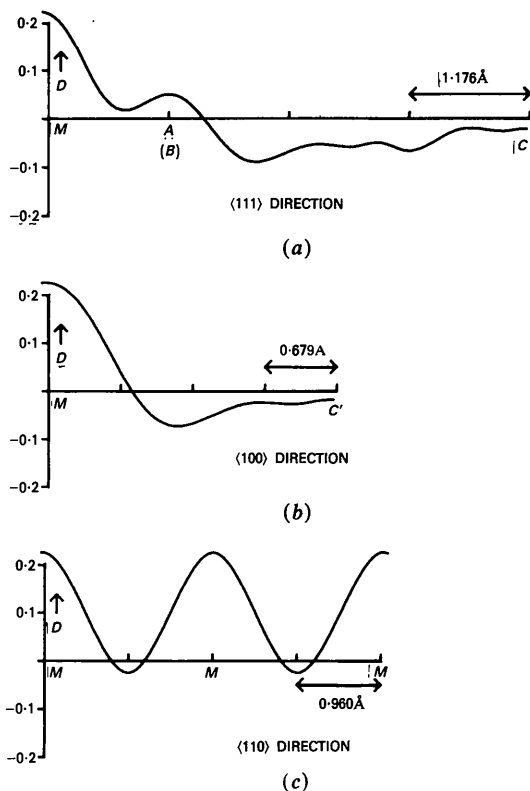 0·2
0·1
D
1·176Å
M
A
(B)
C
−0·1
−0·2
⟨111⟩ DIRECTION
(a)
0·2
0·1
D
0·679A
M
C'
−0·1
−0·2
⟨100⟩ DIRECTION
(b)
0·2
0·1
D
M
M
M
0·960Å
−0·1
−0·2
⟨110⟩ DIRECTION
(c)